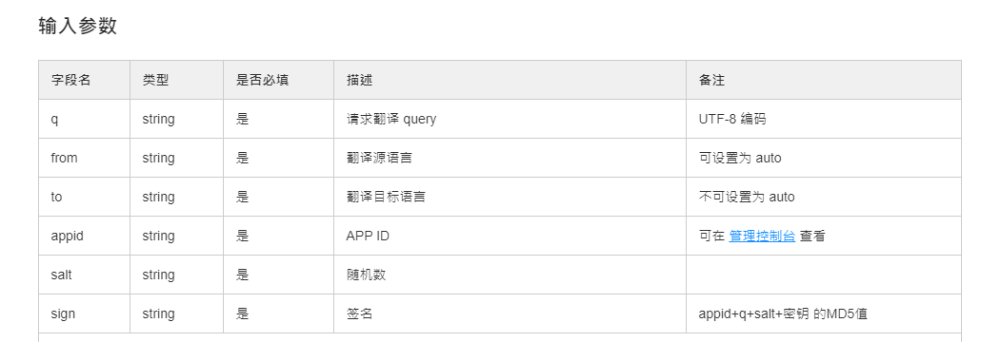 输入参数
字段名 类型 是否必填 描述 备注
q string 是 请求翻译 query UTF-8 编码
from string 是 翻译源语言 可设置为 auto
to string 是 翻译目标语言 不可设置为 auto
appid string 是 APP ID 可在 管理控制台 查看
salt string 是 随机数
sign string 是 签名 appid+q+salt+密钥 的MD5值